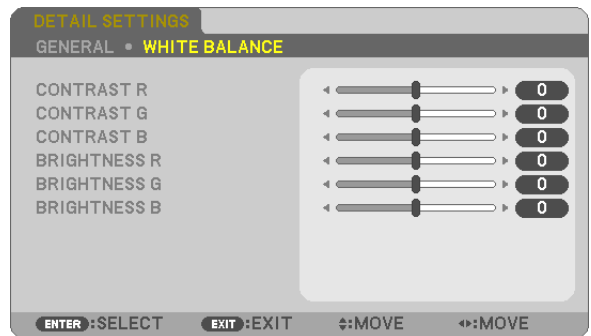 DETAIL SETTINGS
GENERAL • WHITE BALANCE
CONTRAST R 0
CONTRAST G 0
CONTRAST B 0
BRIGHTNESS R 0
BRIGHTNESS G 0
BRIGHTNESS B 0
ENTER :SELECT EXIT :EXIT :MOVE :MOVE